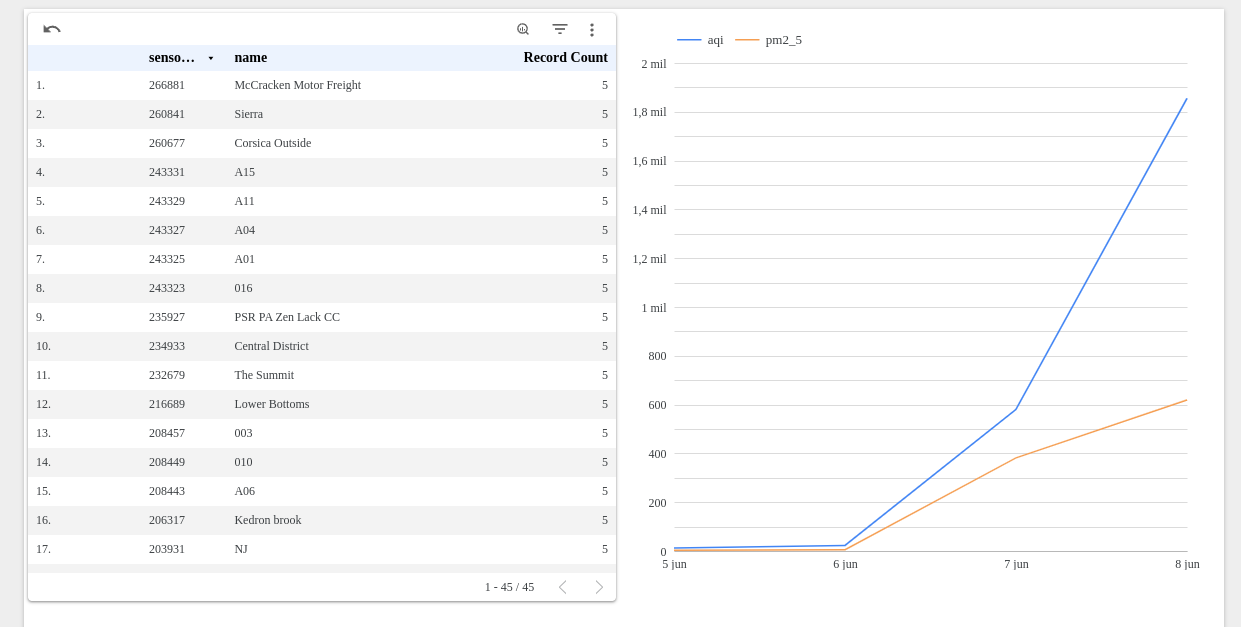 senso... name Record Count
1. 266881 McCracken Motor Freight 5
2. 260841 Sierra 5
3. 260677 Corsica Outside 5
4. 243331 A15 5
5. 243329 A11 5
6. 243327 A04 5
7. 243325 A01 5
8. 243323 016 5
9. 235927 PSR PA Zen Lack CC 5
10. 234933 Central District 5
11. 232679 The Summit 5
12. 216689 Lower Bottoms 5
13. 208457 003 5
14. 208449 010 5
15. 208443 A06 5
16. 206317 Kedron brook 5
17. 203931 NJ 5
1 - 45 / 45
aqi pm2_5
2 mil
1,8 mil
1,6 mil
1,4 mil
1,2 mil
1 mil
800
600
400
200
0
5 jun 6 jun 7 jun 8 jun